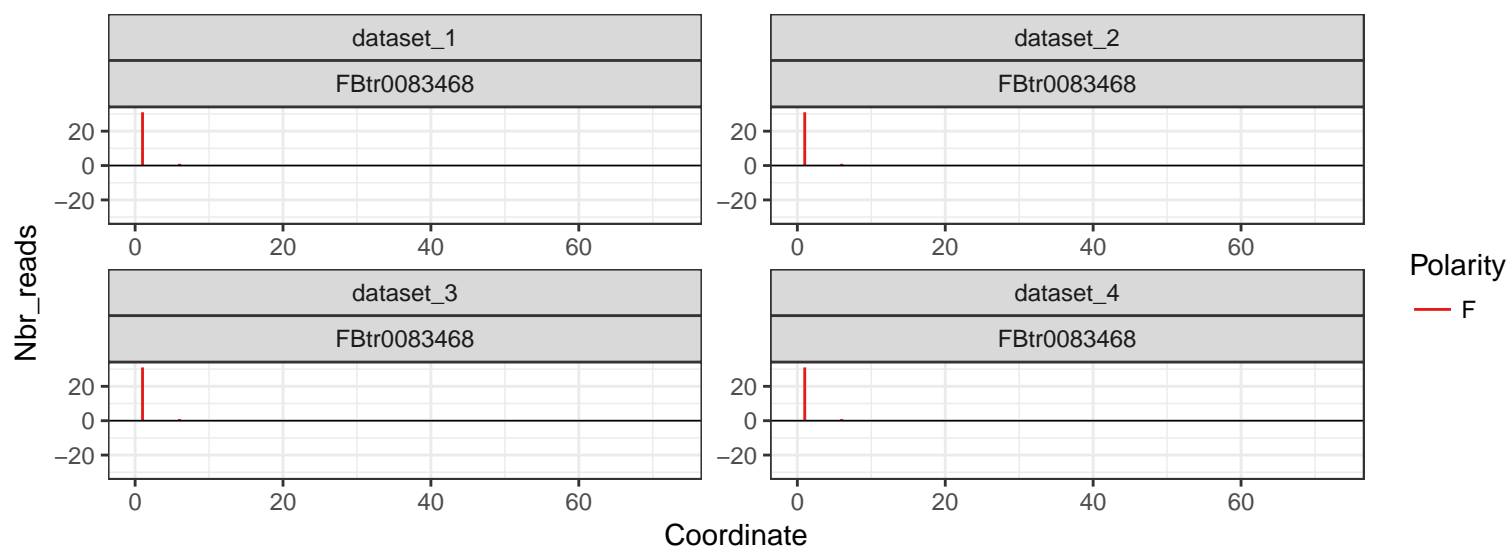 dataset_1
FBtr0083468
20
0
−20
0 20 40 60
dataset_2
FBtr0083468
20
0
−20
0 20 40 60
dataset_3
FBtr0083468
20
0
−20
0 20 40 60
dataset_4
FBtr0083468
20
0
−20
0 20 40 60
Nbr_reads
Coordinate
Polarity
F